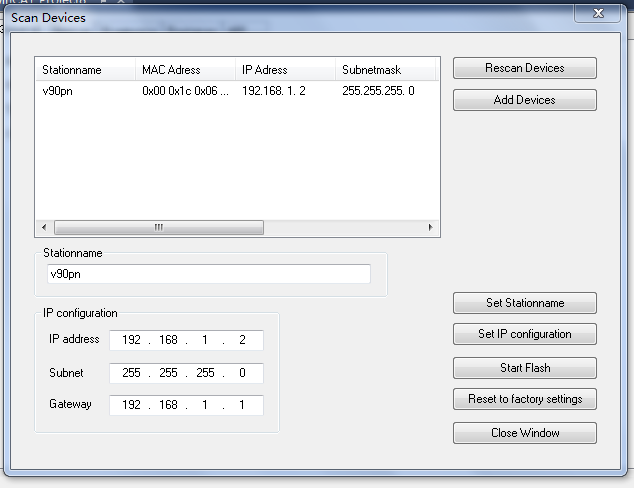 Scan Devices
Stationname MAC Adress IP Adress Subnetmask
v90pn 0x00 0x1c 0x06 ... 192.168. 1. 2 255.255.255. 0
Rescan Devices
Add Devices
Stationname
v90pn
IP configuration
IP address 192 . 168 . 1 . 2
Subnet 255 . 255 . 255 . 0
Gateway 192 . 168 . 1 . 1
Set Stationname
Set IP configuration
Start Flash
Reset to factory settings
Close Window